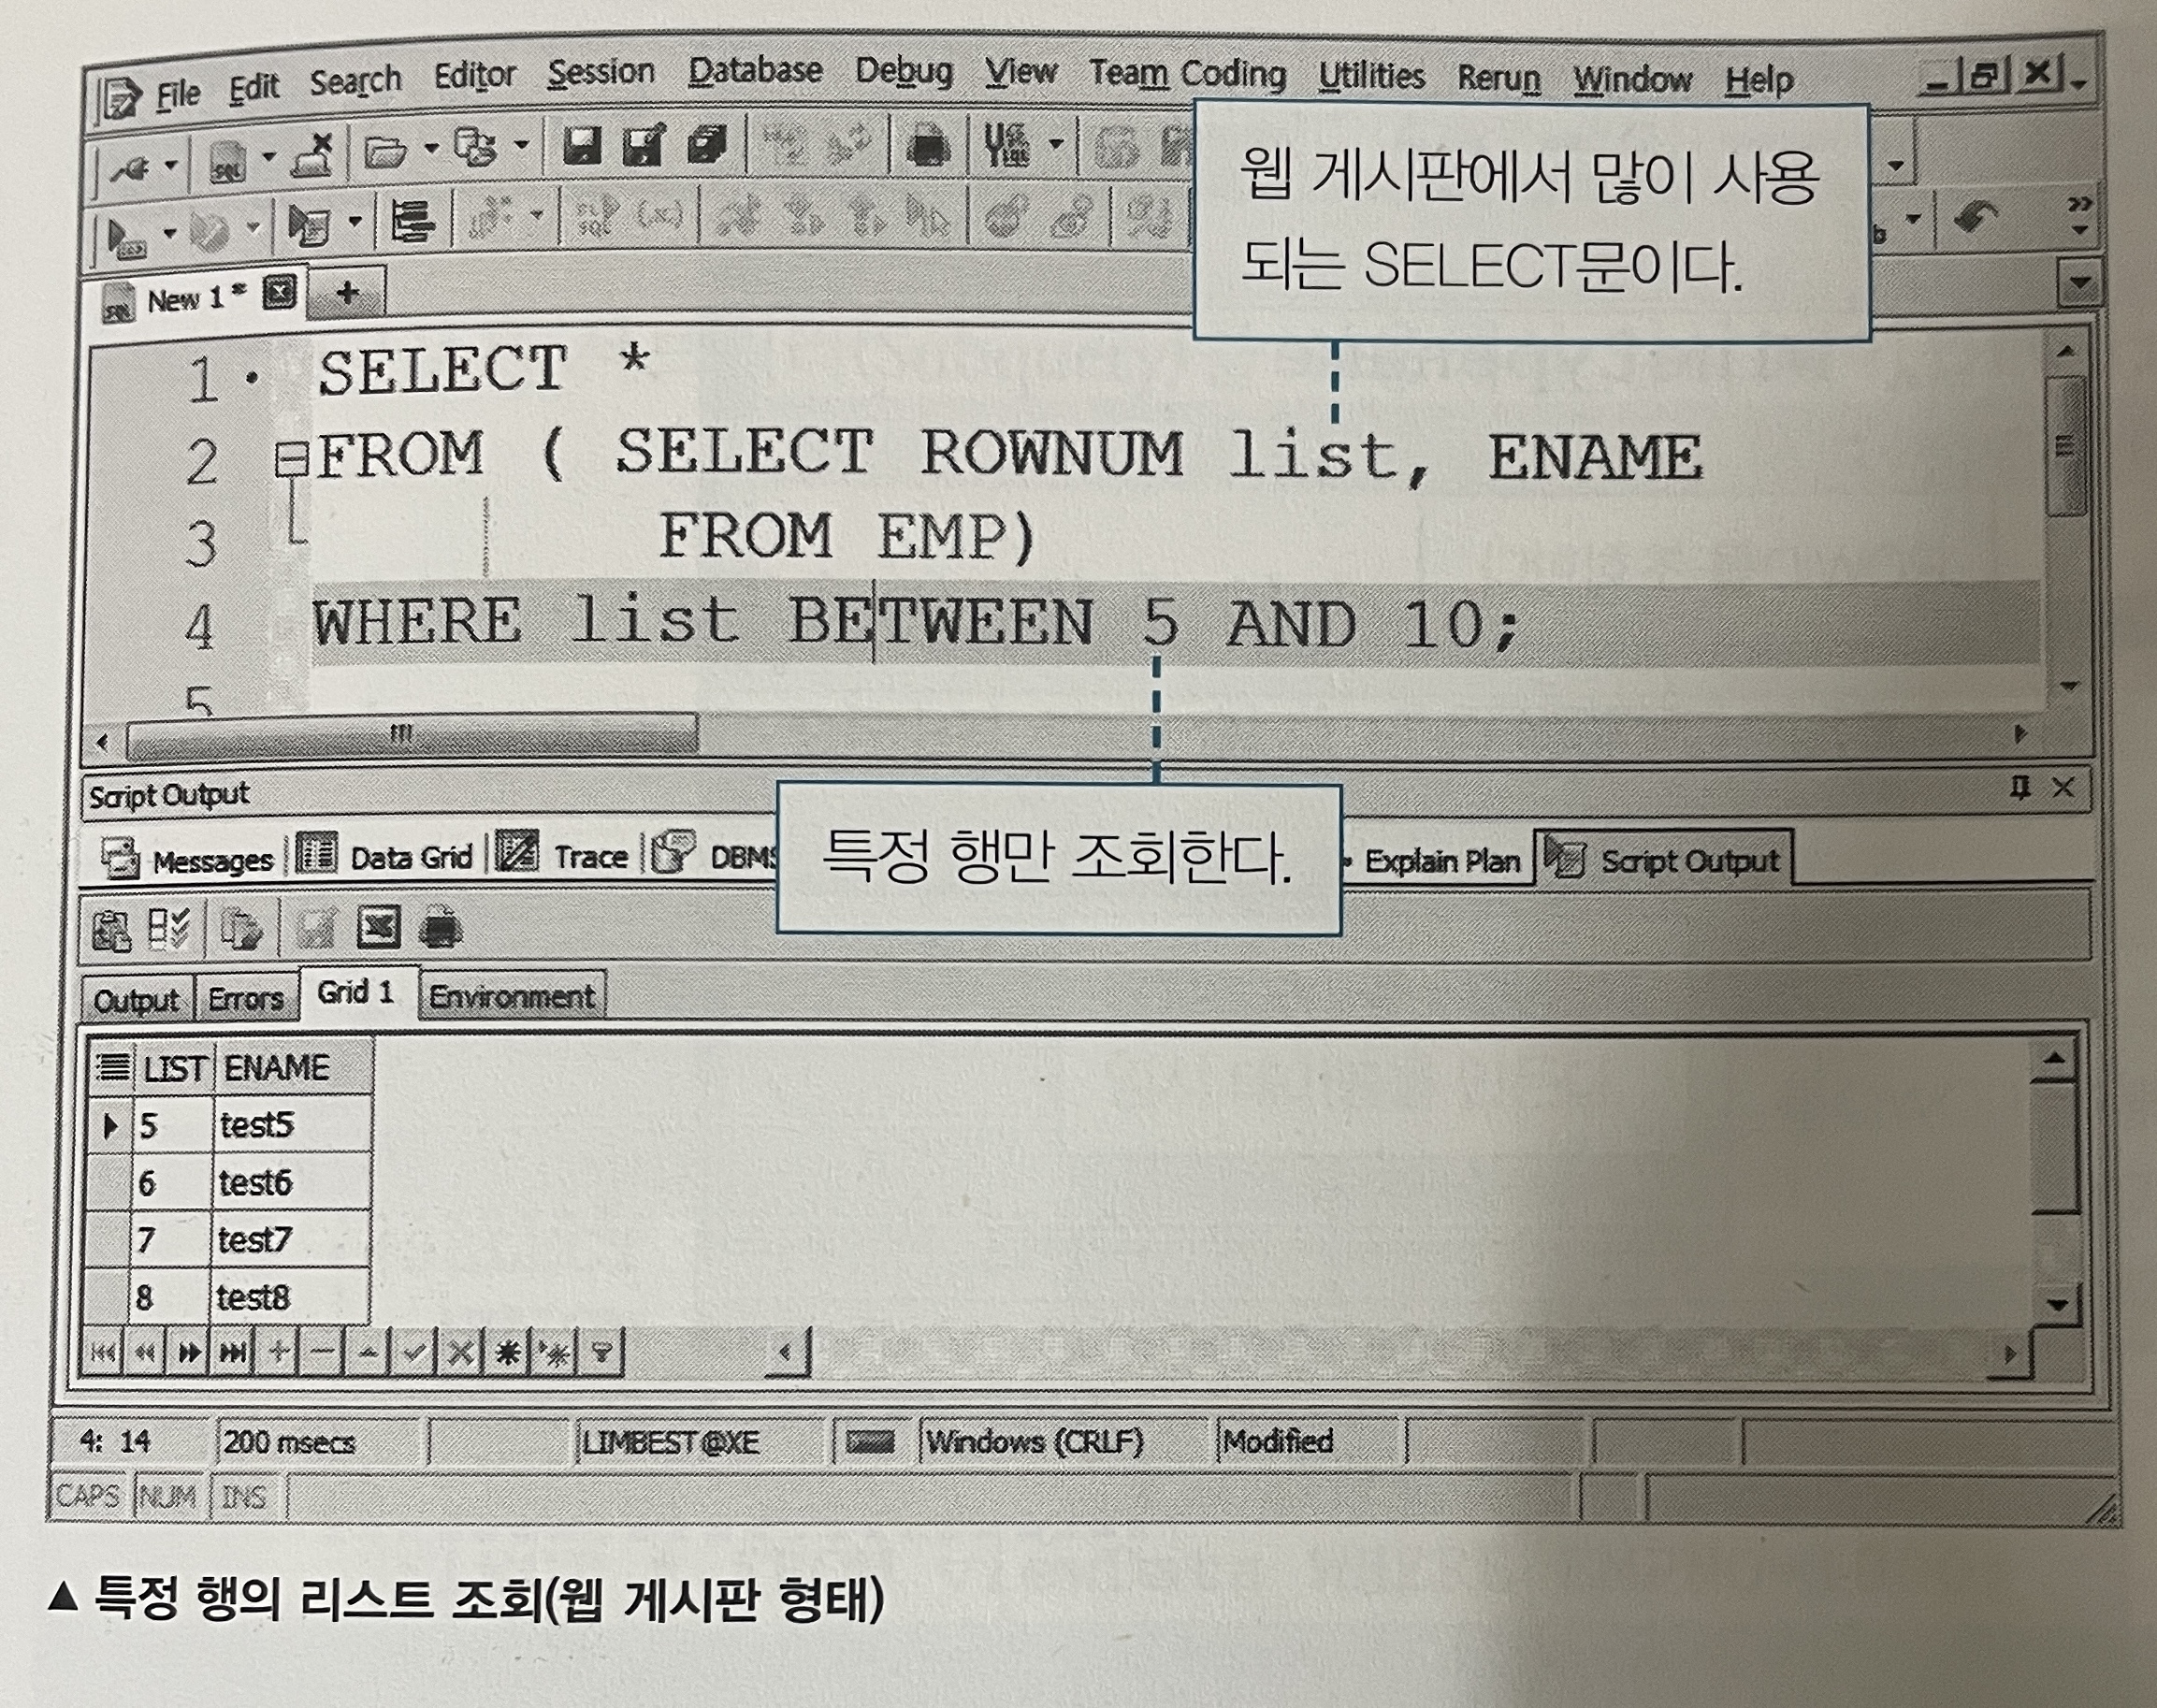 File Edit Search Editor Session Database Debug View Team Coding Utilities Rerun Window Help
웹 게시판에서 많이 사용
되는 SELECT문이다.
New 1 *
1 SELECT *
2 FROM ( SELECT ROWNUM list, ENAME
3 FROM EMP)
4 WHERE list BETWEEN 5 AND 10;
5
Script Output
특정 행만 조회한다.
Messages Data Grid Trace DBMS Explain Plan Script Output
Output Errors Grid 1 Environment
LIST ENAME
5 test5
6 test6
7 test7
8 test8
4: 14 200 msecs LIMBEST@XE Windows (CRLF) Modified
CAPS NUM INS
▲ 특정 행의 리스트 조회(웹 게시판 형태)